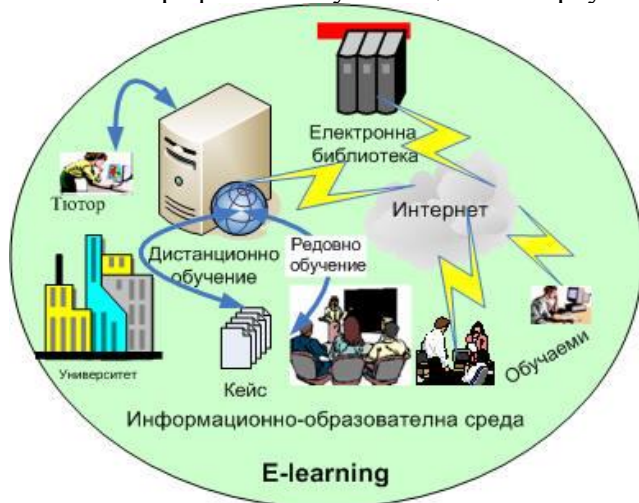 Електронна
библиотека
Тютор
Интернет
Дистанционно
обучение
Редовно
обучение
Университет
Кейс
Обучаеми
Информационно-образователна среда
E-learning